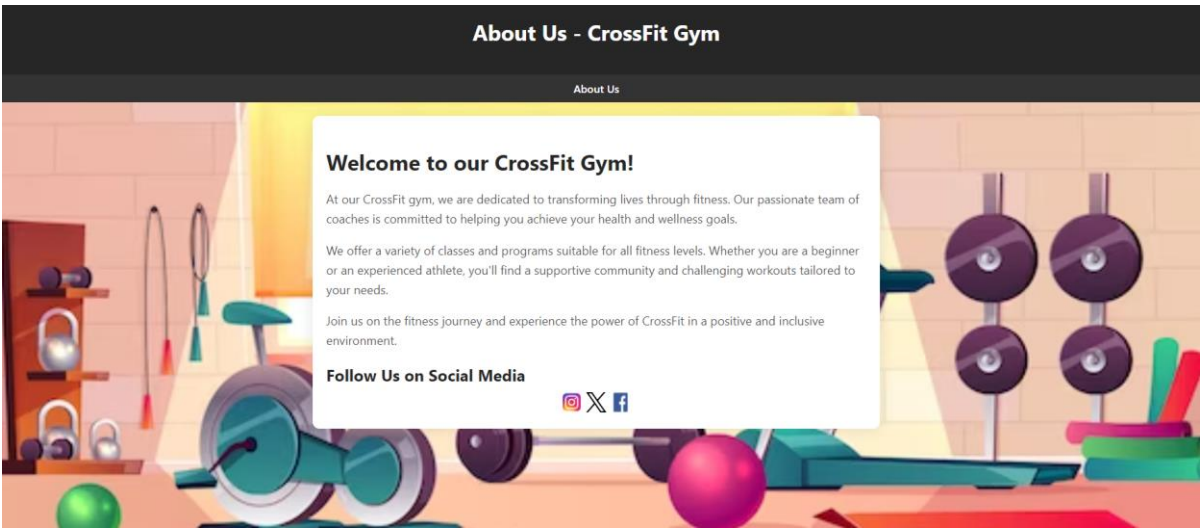 About Us - CrossFit Gym
About Us
Welcome to our CrossFit Gym!
At our CrossFit gym, we are dedicated to transforming lives through fitness. Our passionate team of
coaches is committed to helping you achieve your health and wellness goals.
We offer a variety of classes and programs suitable for all fitness levels. Whether you are a beginner
or an experienced athlete, you'll find a supportive community and challenging workouts tailored to
your needs.
Join us on the fitness journey and experience the power of CrossFit in a positive and inclusive
environment.
Follow Us on Social Media